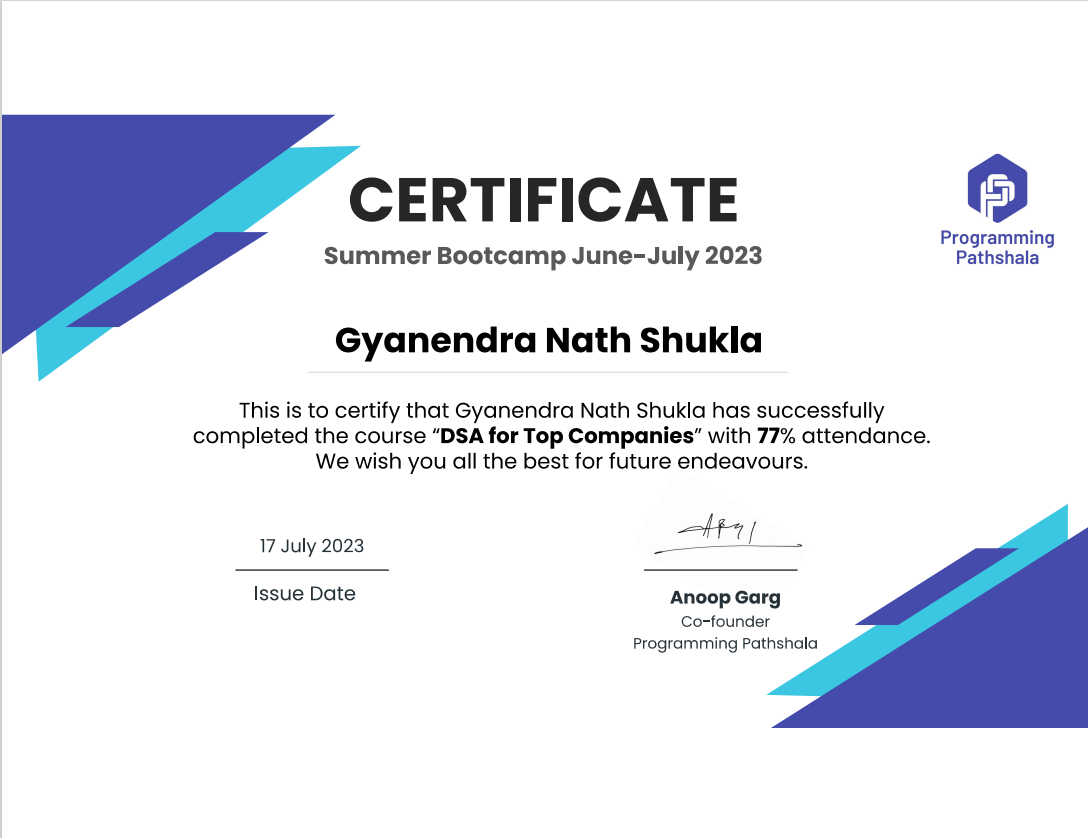 CERTIFICATE
Summer Bootcamp June-July 2023
Programming
Pathshala
Gyanendra Nath Shukla
This is to certify that Gyanendra Nath Shukla has successfully
completed the course “DSA for Top Companies” with 77% attendance.
We wish you all the best for future endeavours.
17 July 2023
Issue Date
Anoop Garg
Co-founder
Programming Pathshala